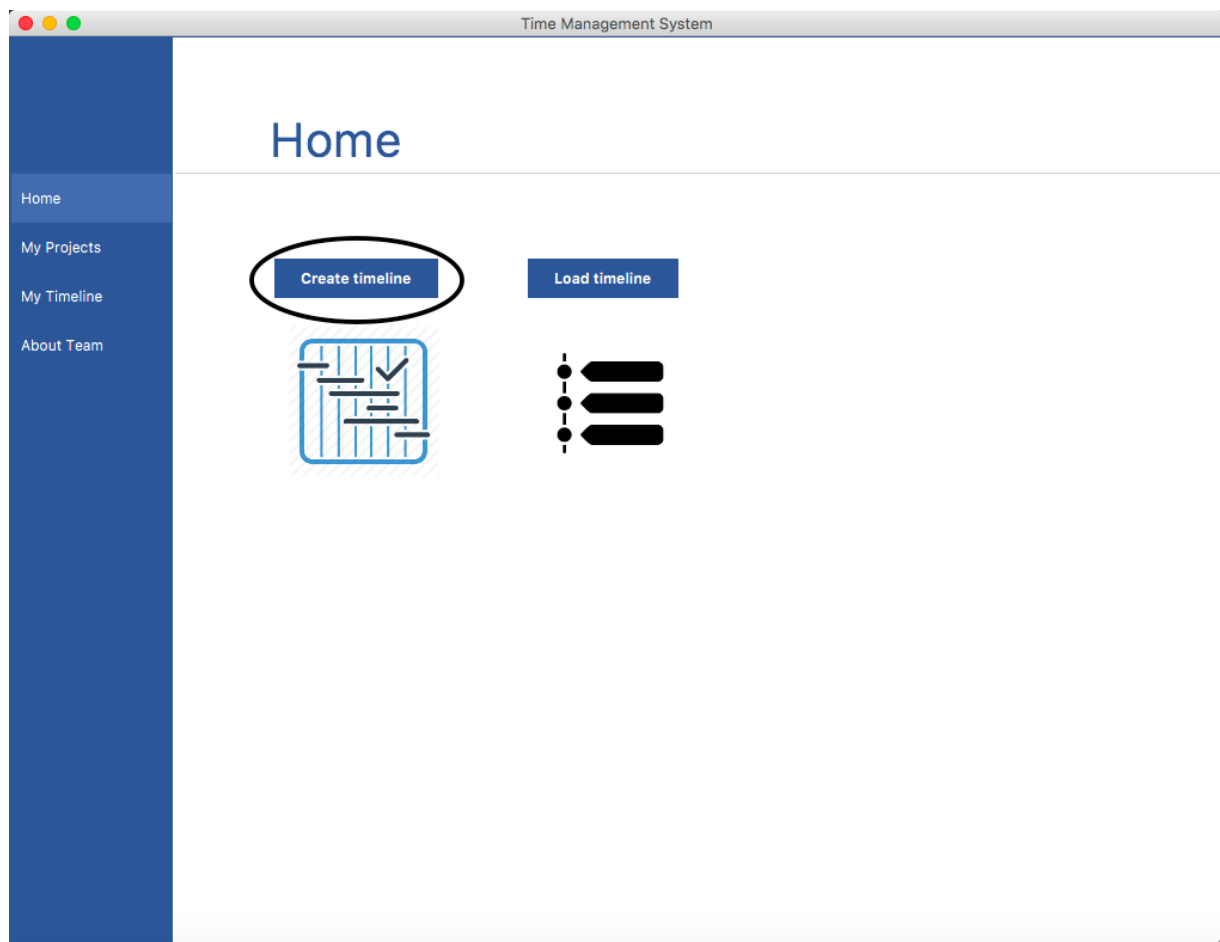 Time Management System
Home
Home
My Projects
My Timeline
About Team
Create timeline
Load timeline